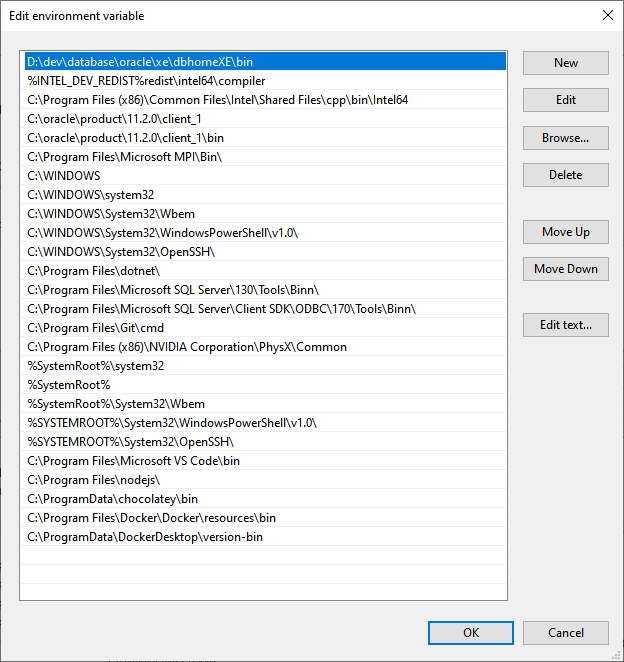 Edit environment variable
D:\dev\database\oracle\xe\dbhomeXE\bin
%INTEL_DEV_REDIST%redist\intel64\compiler
C:\Program Files (x86)\Common Files\Intel\Shared Files\cpp\bin\Intel64
C:\oracle\product\11.2.0\client_1
C:\oracle\product\11.2.0\client_1\bin
C:\Program Files\Microsoft MPI\Bin\
C:\WINDOWS
C:\WINDOWS\system32
C:\WINDOWS\System32\Wbem
C:\WINDOWS\System32\WindowsPowerShell\v1.0\
C:\WINDOWS\System32\OpenSSH\
C:\Program Files\dotnet\
C:\Program Files\Microsoft SQL Server\130\Tools\Binn\
C:\Program Files\Microsoft SQL Server\Client SDK\ODBC\170\Tools\Binn\
C:\Program Files\Git\cmd
C:\Program Files (x86)\NVIDIA Corporation\PhysX\Common
%SystemRoot%\system32
%SystemRoot%
%SystemRoot%\System32\Wbem
%SYSTEMROOT%\System32\WindowsPowerShell\v1.0\
%SYSTEMROOT%\System32\OpenSSH\
C:\Program Files\Microsoft VS Code\bin
C:\Program Files\nodejs\
C:\ProgramData\chocolatey\bin
C:\Program Files\Docker\Docker\resources\bin
C:\ProgramData\DockerDesktop\version-bin
New
Edit
Browse...
Delete
Move Up
Move Down
Edit text...
OK
Cancel